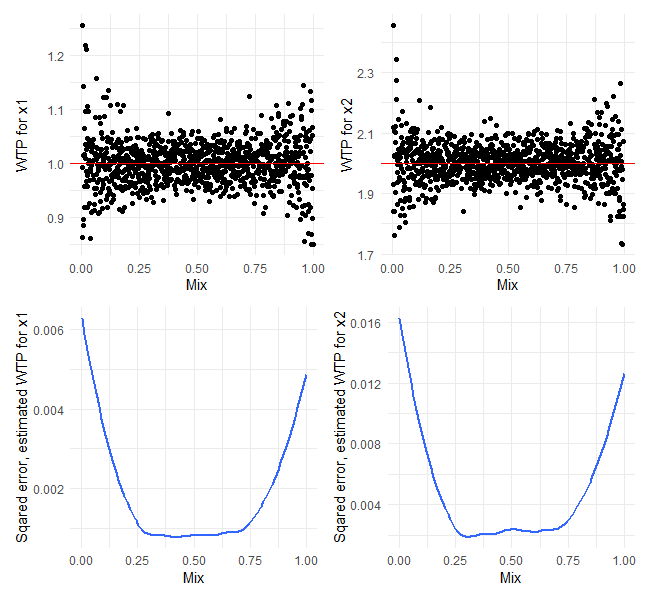 WTP for x1
1.2
1.1
1.0
0.9
0.00 0.25 0.50 0.75 1.00
Mix
WTP for x2
2.3
2.1
1.9
1.7
0.00 0.25 0.50 0.75 1.00
Mix
Sqared error, estimated WTP for x1
0.006
0.004
0.002
0.00 0.25 0.50 0.75 1.00
Mix
Sqared error, estimated WTP for x2
0.016
0.012
0.008
0.004
0.00 0.25 0.50 0.75 1.00
Mix